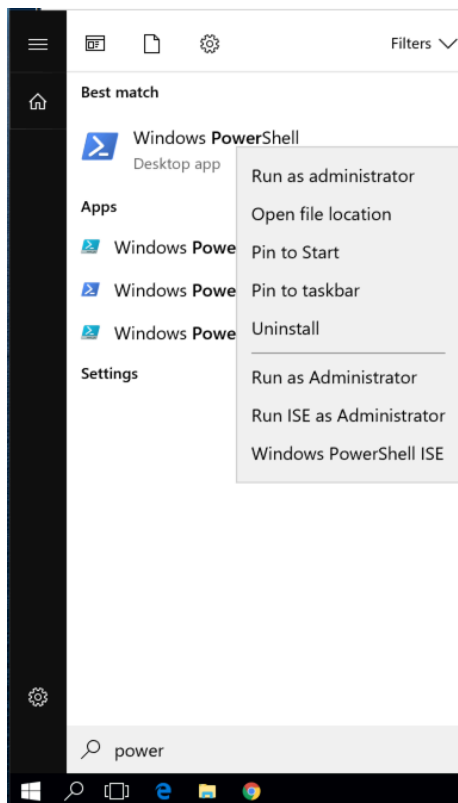 Filters
Best match
Windows PowerShell
Desktop app
Run as administrator
Apps
Open file location
Windows Powe
Pin to Start
Windows Powe
Pin to taskbar
Windows Powe
Uninstall
Settings
Run as Administrator
Run ISE as Administrator
Windows PowerShell ISE
power